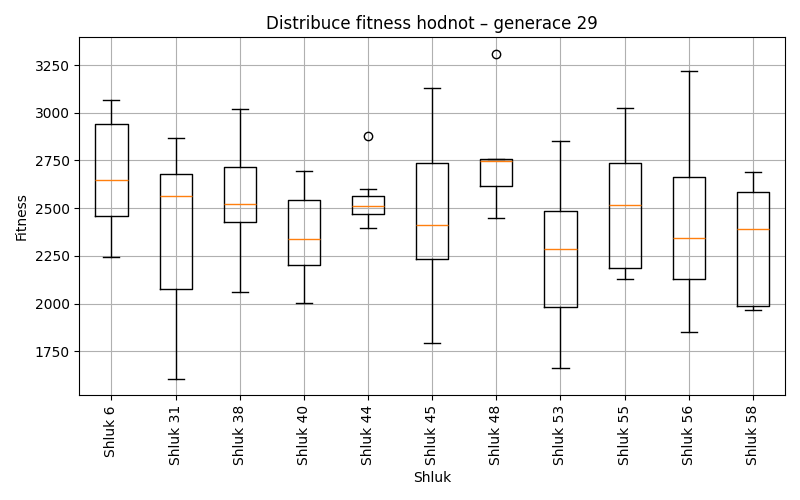 Distribuce fitness hodnot – generace 29
Fitness
3250
3000
2750
2500
2250
2000
1750
Shluk 6
Shluk 31
Shluk 38
Shluk 40
Shluk 44
Shluk 45
Shluk 48
Shluk 53
Shluk 55
Shluk 56
Shluk 58
Shluk